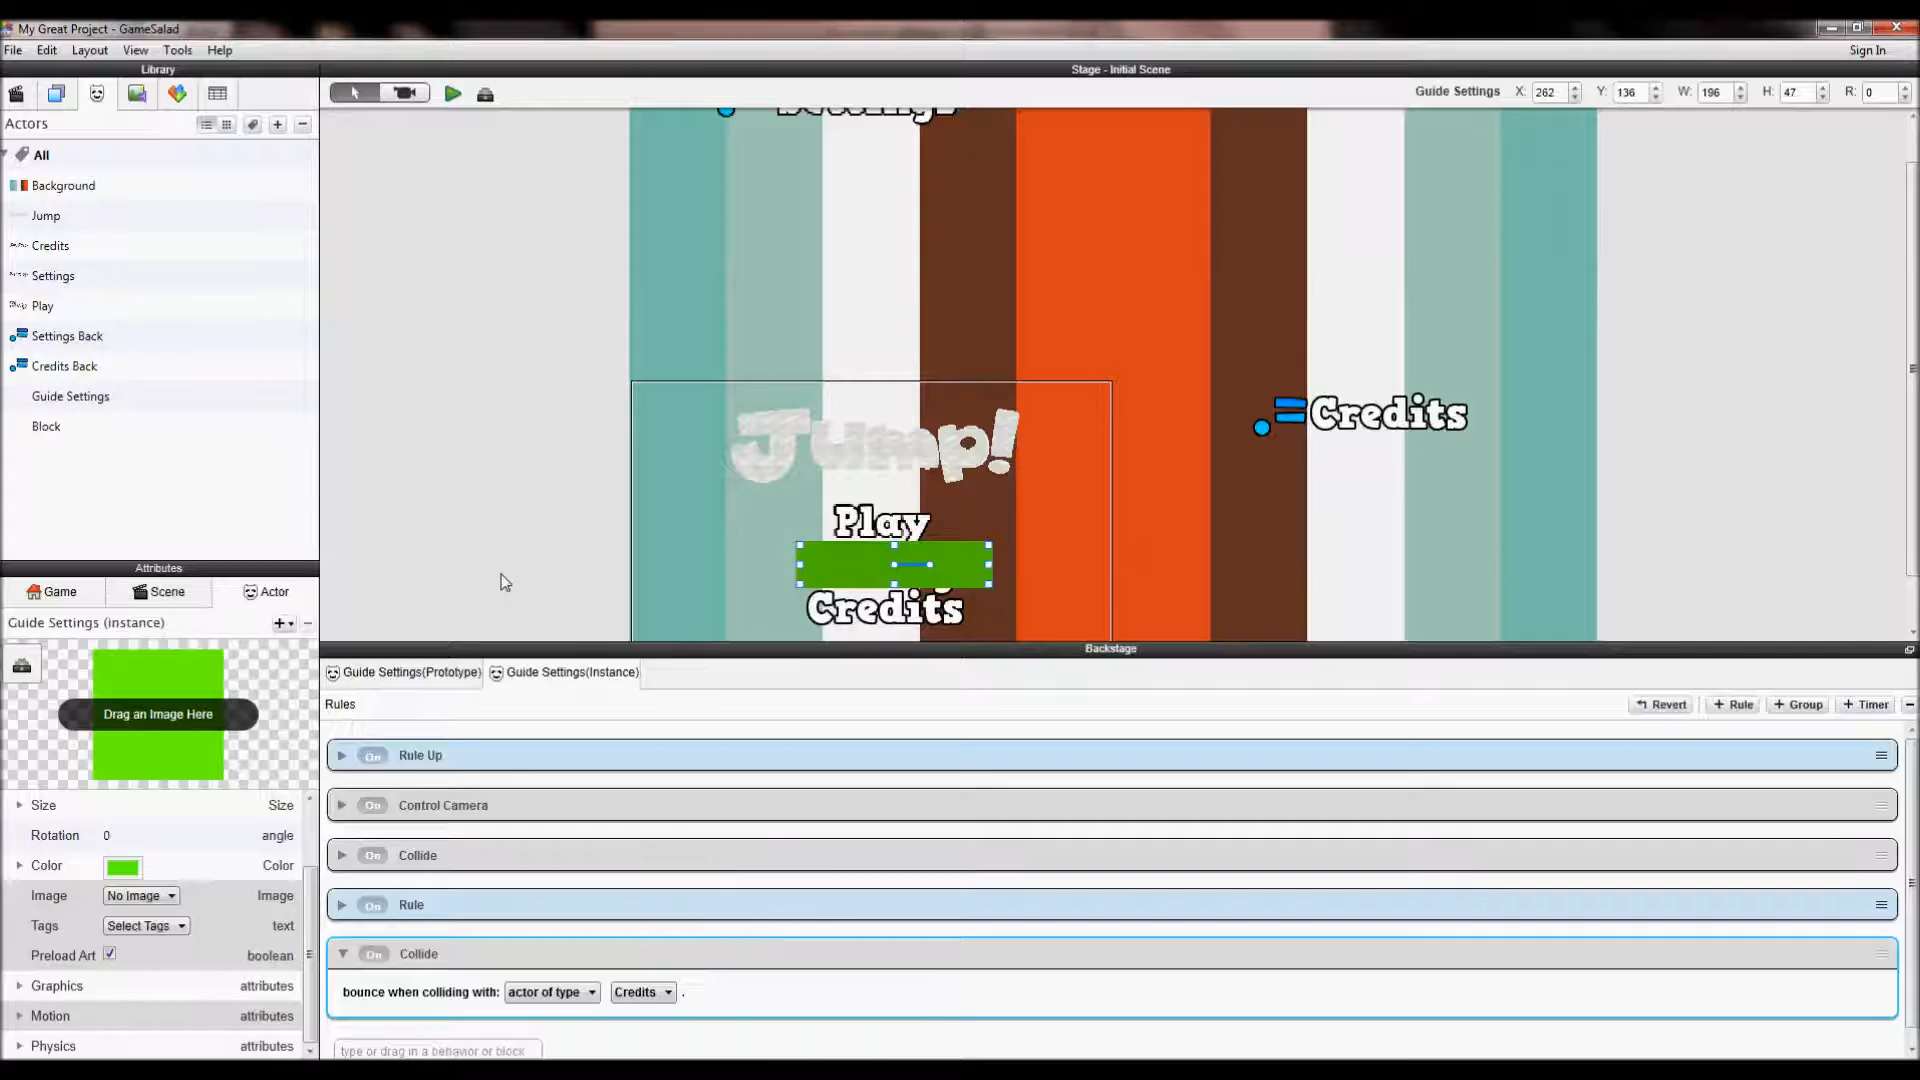 My Great Project - GameSalad
File Edit Layout View Tools Help
Sign In
Library
Stage - Initial Scene
Guide Settings X: 262 Y: 136 W: 196 H: 47 R: 0
Actors
All
Background
Jump
Credits
Settings
Play
Settings Back
Credits Back
Guide Settings
Block
Settings
Jump!
Play
Credits
Credits
Attributes
Game Scene Actor
Guide Settings (instance)
Drag an Image Here
Size Size
Rotation 0 angle
Color Color
Image No Image Image
Tags Select Tags text
Preload Art boolean
Graphics attributes
Motion attributes
Physics attributes
Backstage
Guide Settings(Prototype) Guide Settings(Instance)
Rules
Revert + Rule + Group + Timer
On Rule Up
On Control Camera
On Collide
On Rule
On Collide
bounce when colliding with: actor of type Credits .
type or drag in a behavior or block